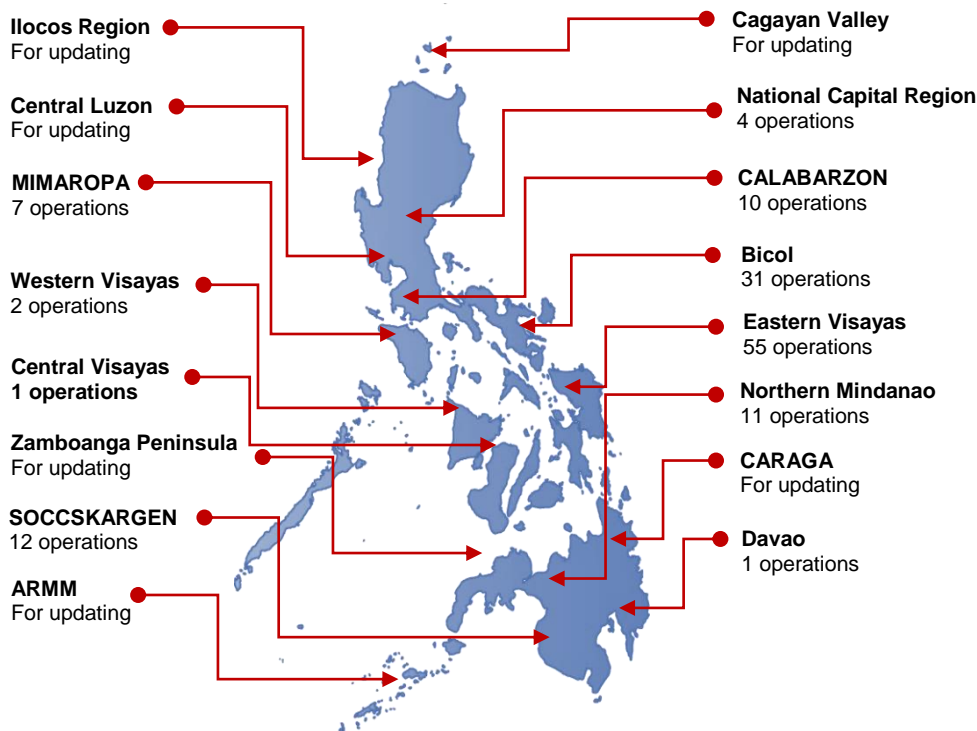 Ilocos Region
For updating
Central Luzon
For updating
MIMAROPA
7 operations
Western Visayas
2 operations
Central Visayas
1 operations
Zamboanga Peninsula
For updating
SOCCSKARGEN
12 operations
ARMM
For updating
Cagayan Valley
For updating
National Capital Region
4 operations
CALABARZON
10 operations
Bicol
31 operations
Eastern Visayas
55 operations
Northern Mindanao
11 operations
CARAGA
For updating
Davao
1 operations